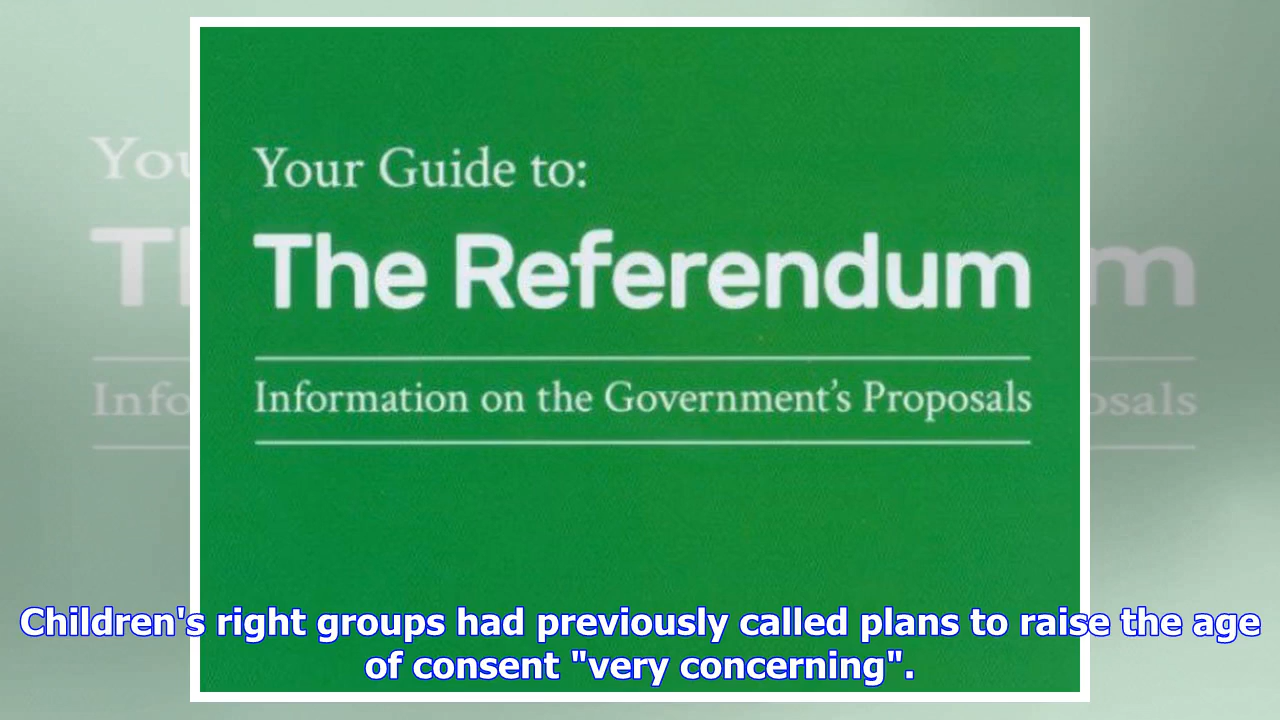 Your Guide to:
The Referendum
Information on the Government's Proposals
Children's right groups had previously called plans to raise the age
of consent "very concerning".